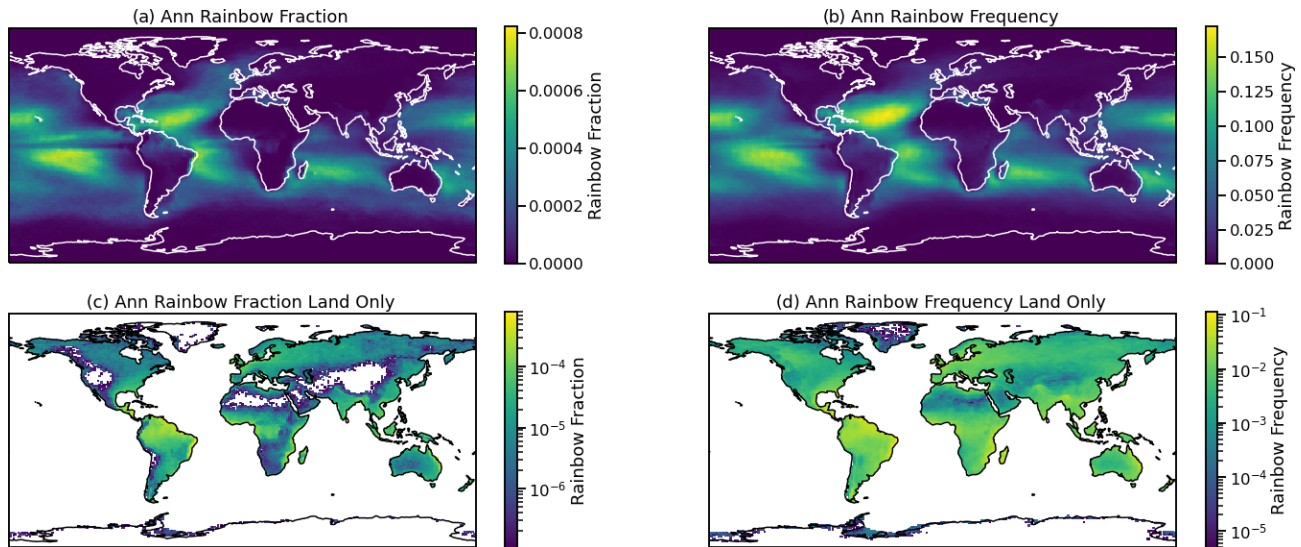 (a) Ann Rainbow Fraction
0.0008
0.0006
0.0004
0.0002
0.0000
Rainbow Fraction
(b) Ann Rainbow Frequency
0.150
0.125
0.100
0.075
0.050
0.025
0.000
Rainbow Frequency
(c) Ann Rainbow Fraction Land Only
10⁻⁴
10⁻⁵
10⁻⁶
Rainbow Fraction
(d) Ann Rainbow Frequency Land Only
10⁻¹
10⁻²
10⁻³
10⁻⁴
10⁻⁵
Rainbow Frequency